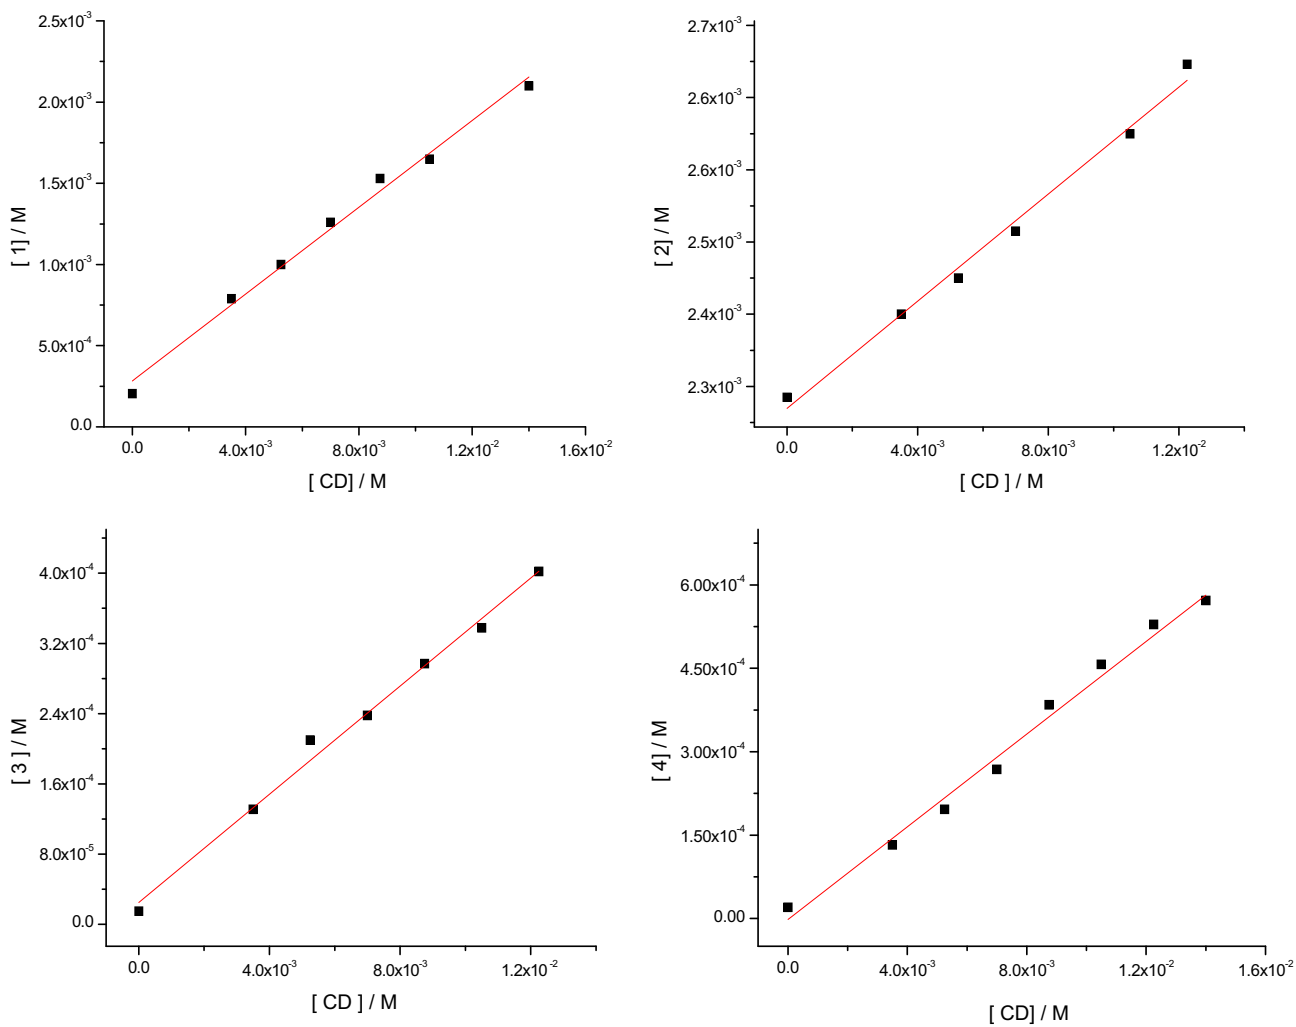 2.5x10⁻³
2.0x10⁻³
1.5x10⁻³
1.0x10⁻³
5.0x10⁻⁴
0.0
[ 1] / M
0.0 4.0x10⁻³ 8.0x10⁻³ 1.2x10⁻² 1.6x10⁻²
[ CD] / M
2.7x10⁻³
2.6x10⁻³
2.6x10⁻³
2.5x10⁻³
2.4x10⁻³
2.3x10⁻³
[ 2] / M
0.0 4.0x10⁻³ 8.0x10⁻³ 1.2x10⁻²
[ CD ] / M
4.0x10⁻⁴
3.2x10⁻⁴
2.4x10⁻⁴
1.6x10⁻⁴
8.0x10⁻⁵
0.0
[ 3 ] / M
0.0 4.0x10⁻³ 8.0x10⁻³ 1.2x10⁻²
[ CD ] / M
6.00x10⁻⁴
4.50x10⁻⁴
3.00x10⁻⁴
1.50x10⁻⁴
0.00
[ 4] / M
0.0 4.0x10⁻³ 8.0x10⁻³ 1.2x10⁻² 1.6x10⁻²
[ CD] / M